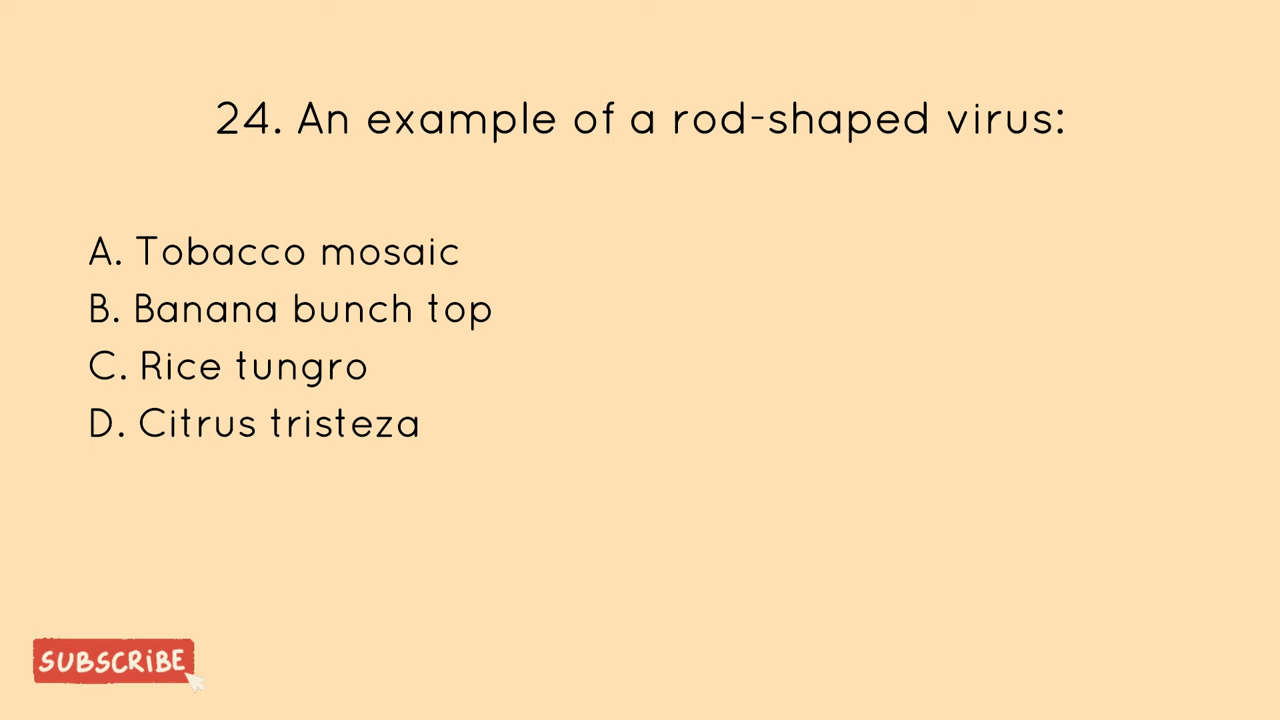 24. An example of a rod-shaped virus:
A. Tobacco mosaic
B. Banana bunch top
C. Rice tungro
D. Citrus tristeza
SUBSCRiBE